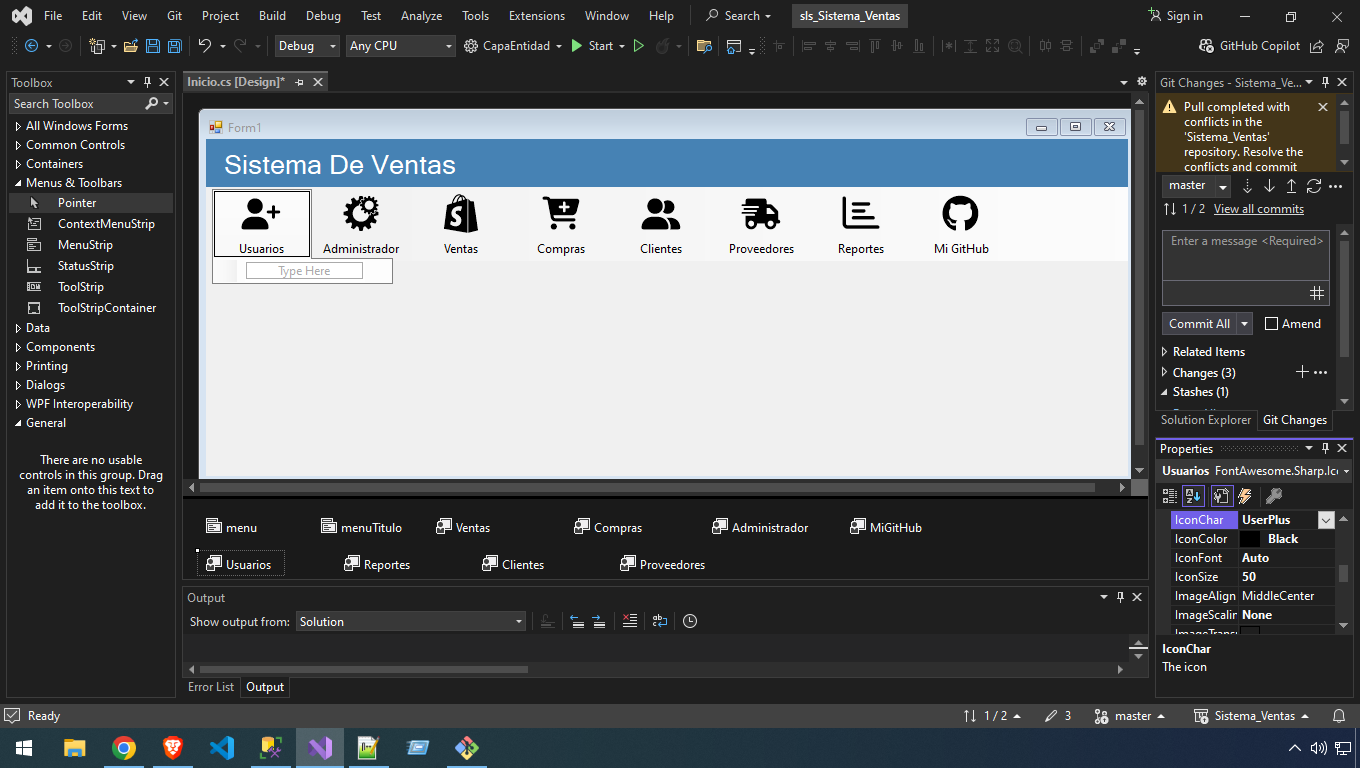 File Edit View Git Project Build Debug Test Analyze Tools Extensions Window Help Search sls_Sistema_Ventas Sign in
Debug Any CPU CapaEntidad Start GitHub Copilot
Toolbox
Search Toolbox
All Windows Forms
Common Controls
Containers
Menus & Toolbars
Pointer
ContextMenuStrip
MenuStrip
StatusStrip
ToolStrip
ToolStripContainer
Data
Components
Printing
Dialogs
WPF Interoperability
General
There are no usable
controls in this group. Drag
an item onto this text to
add it to the toolbox.
Inicio.cs [Design]*
Form1
Sistema De Ventas
Usuarios Administrador Ventas Compras Clientes Proveedores Reportes Mi GitHub
Type Here
menu menuTitulo Ventas Compras Administrador MiGitHub
Usuarios Reportes Clientes Proveedores
Output
Show output from: Solution
Error List Output
Git Changes - Sistema_Ve...
Pull completed with
conflicts in the
'Sistema_Ventas'
repository. Resolve the
conflicts and commit
master
1 / 2 View all commits
Enter a message <Required>
Commit All Amend
Related Items
Changes (3)
Stashes (1)
Solution Explorer Git Changes
Properties
Usuarios FontAwesome.Sharp.Ic
IconChar UserPlus
IconColor Black
IconFont Auto
IconSize 50
ImageAlign MiddleCenter
ImageScalin None
IconChar
The icon
Ready 1 / 2 3 master Sistema_Ventas